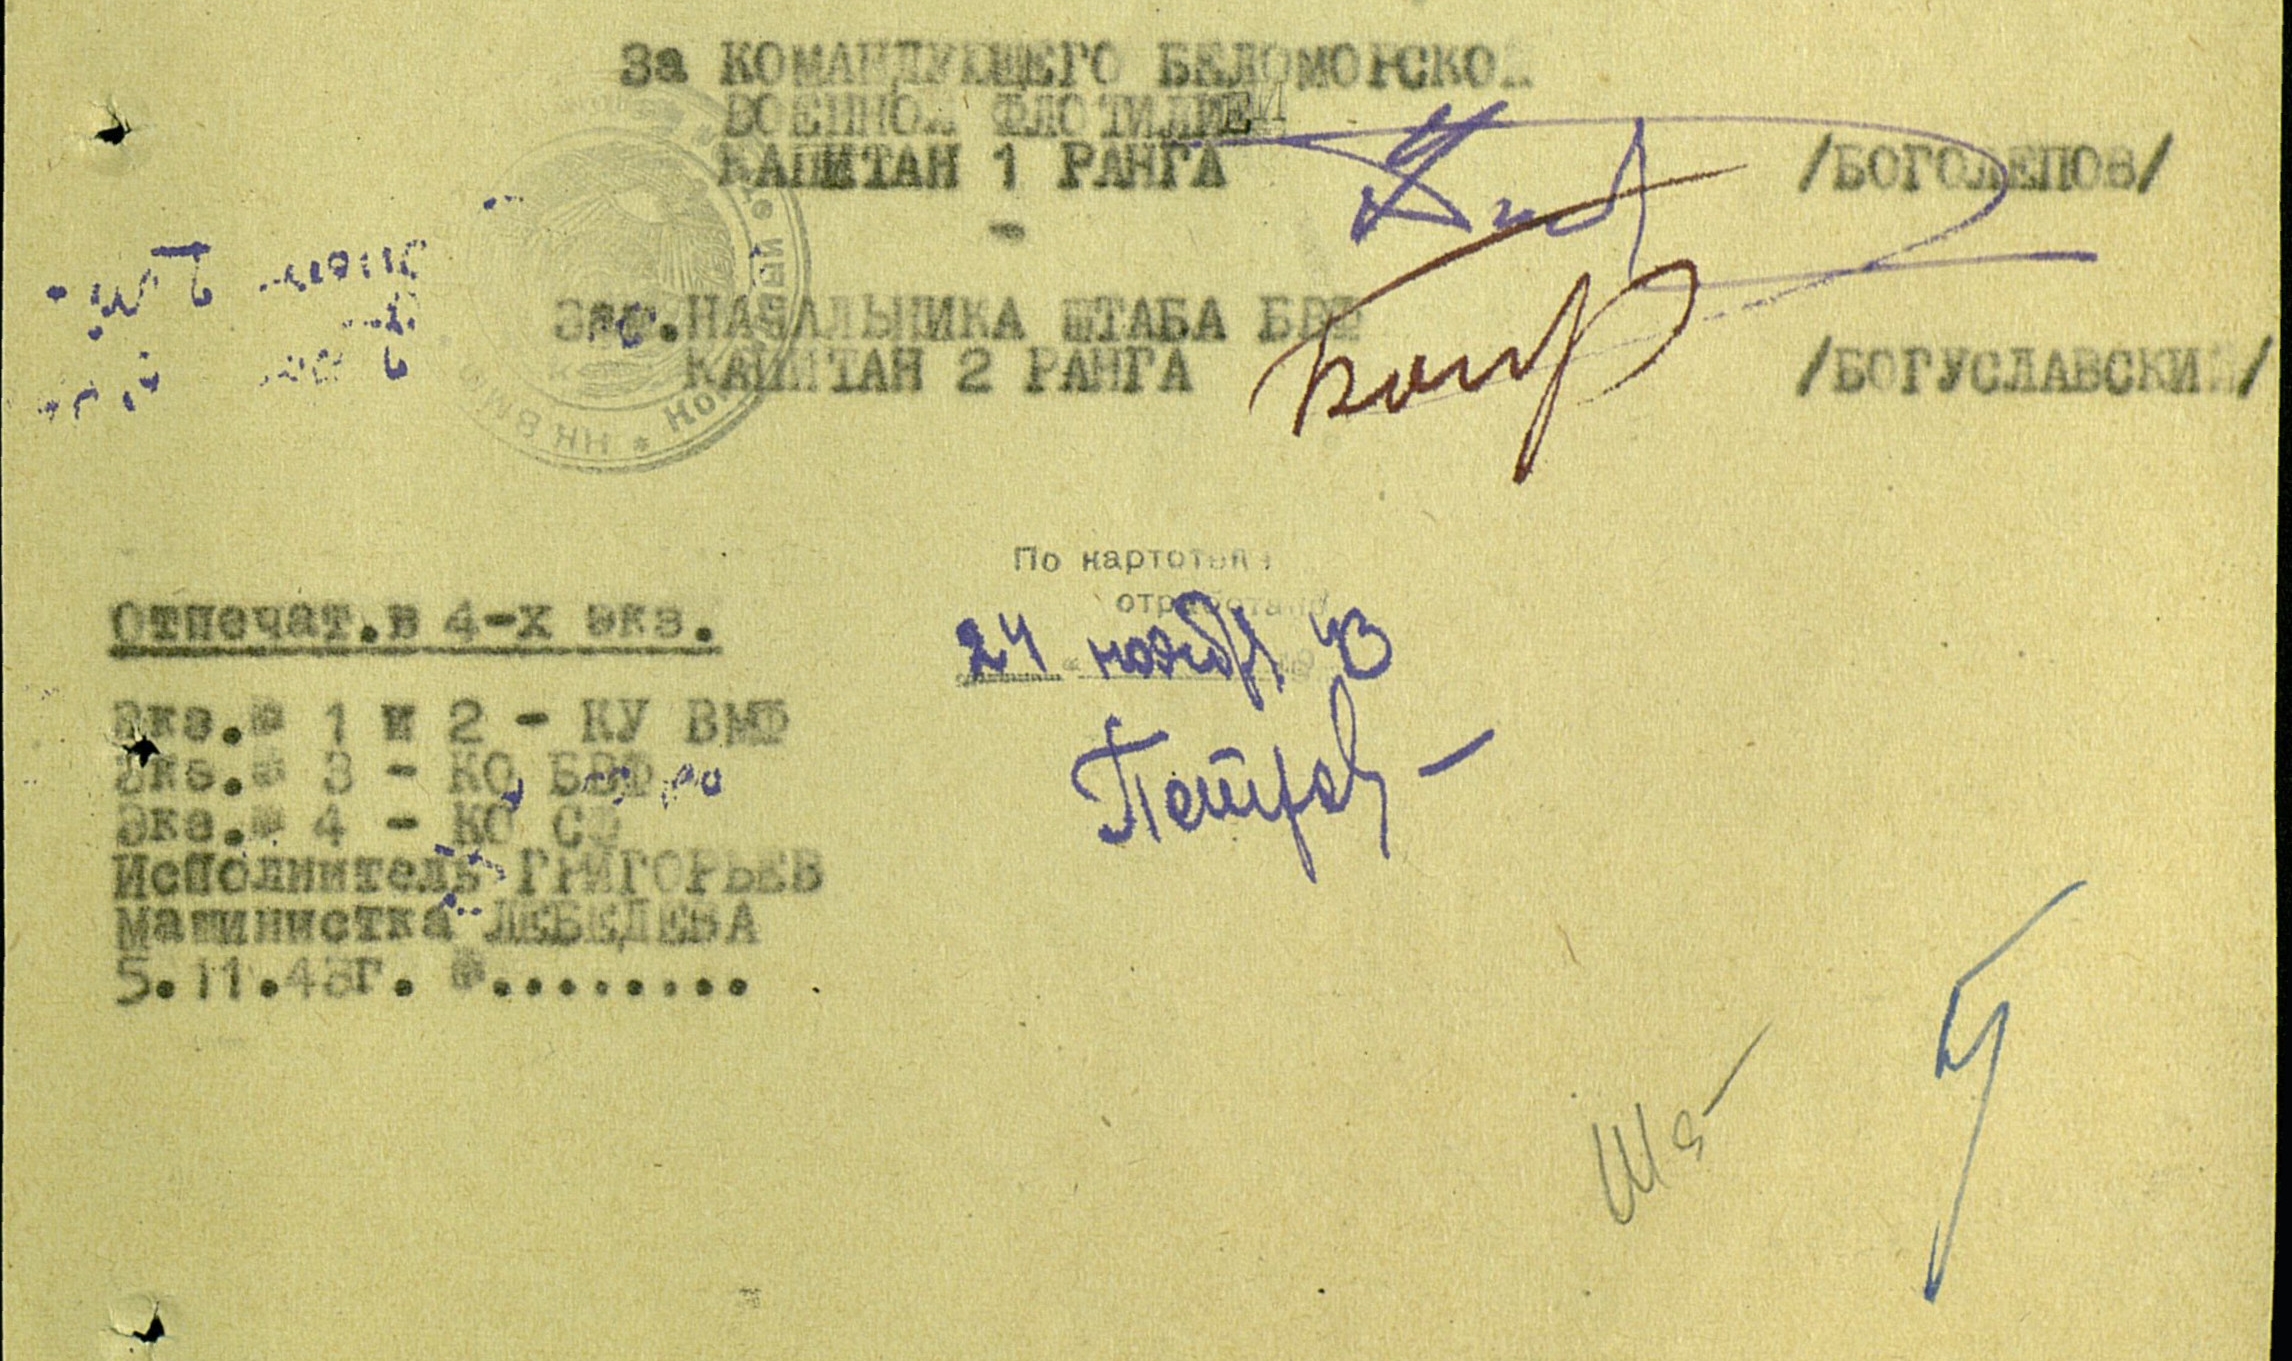 За КОМАНДУЮЩЕГО БЕЛОМОРСКОЙ
ВОЕННОЙ ФЛОТИЛИЕЙ
КАПИТАН 1 РАНГА /БОГОЛЕПОВ/
-
Зам.НАЧАЛЬНИКА ШТАБА БВФ
КАПИТАН 2 РАНГА /БОГУСЛАВСКИЙ/
По картотеке
отработано
24 ноября 43
Петров
Отпечат.в 4-х экз.
Экз.№ 1 и 2 - КУ ВМФ
Экз.№ 3 - КО БВФ
Экз.№ 4 - КО СФ
Исполнитель ГРИГОРЬЕВ
Машинистка ЛЕБЕДЕВА
5.11.43г. №.........